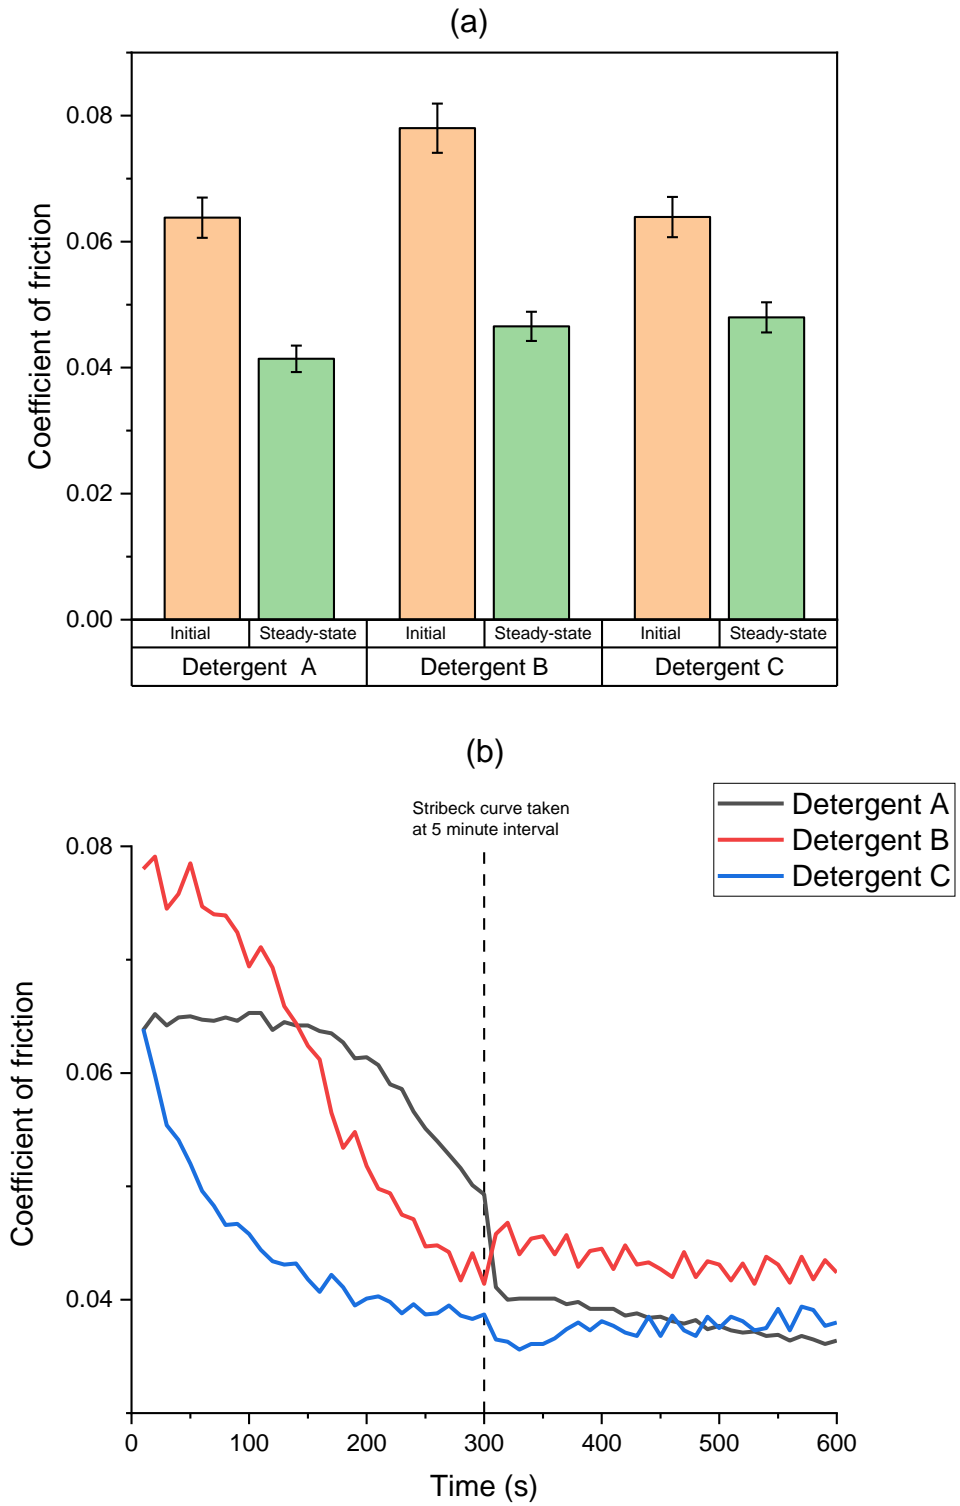 (a)
Coefficient of friction
0.08
0.06
0.04
0.02
0.00
Initial Steady-state Initial Steady-state Initial Steady-state
Detergent A Detergent B Detergent C
(b)
Stribeck curve taken
at 5 minute interval
Detergent A
Detergent B
Detergent C
Coefficient of friction
0.08
0.06
0.04
0 100 200 300 400 500 600
Time (s)